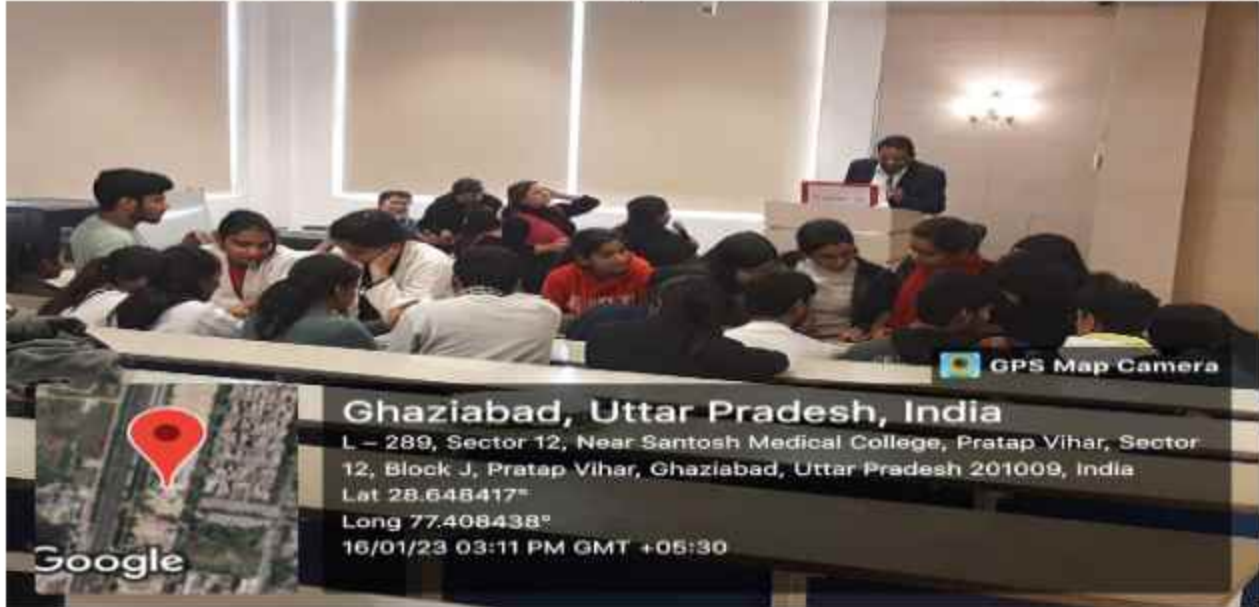 GPS Map Camera
Ghaziabad, Uttar Pradesh, India
L – 289, Sector 12, Near Santosh Medical College, Pratap Vihar, Sector
12, Block J, Pratap Vihar, Ghaziabad, Uttar Pradesh 201009, India
Lat 28.648417°
Long 77.408438°
16/01/23 03:11 PM GMT +05:30
Google